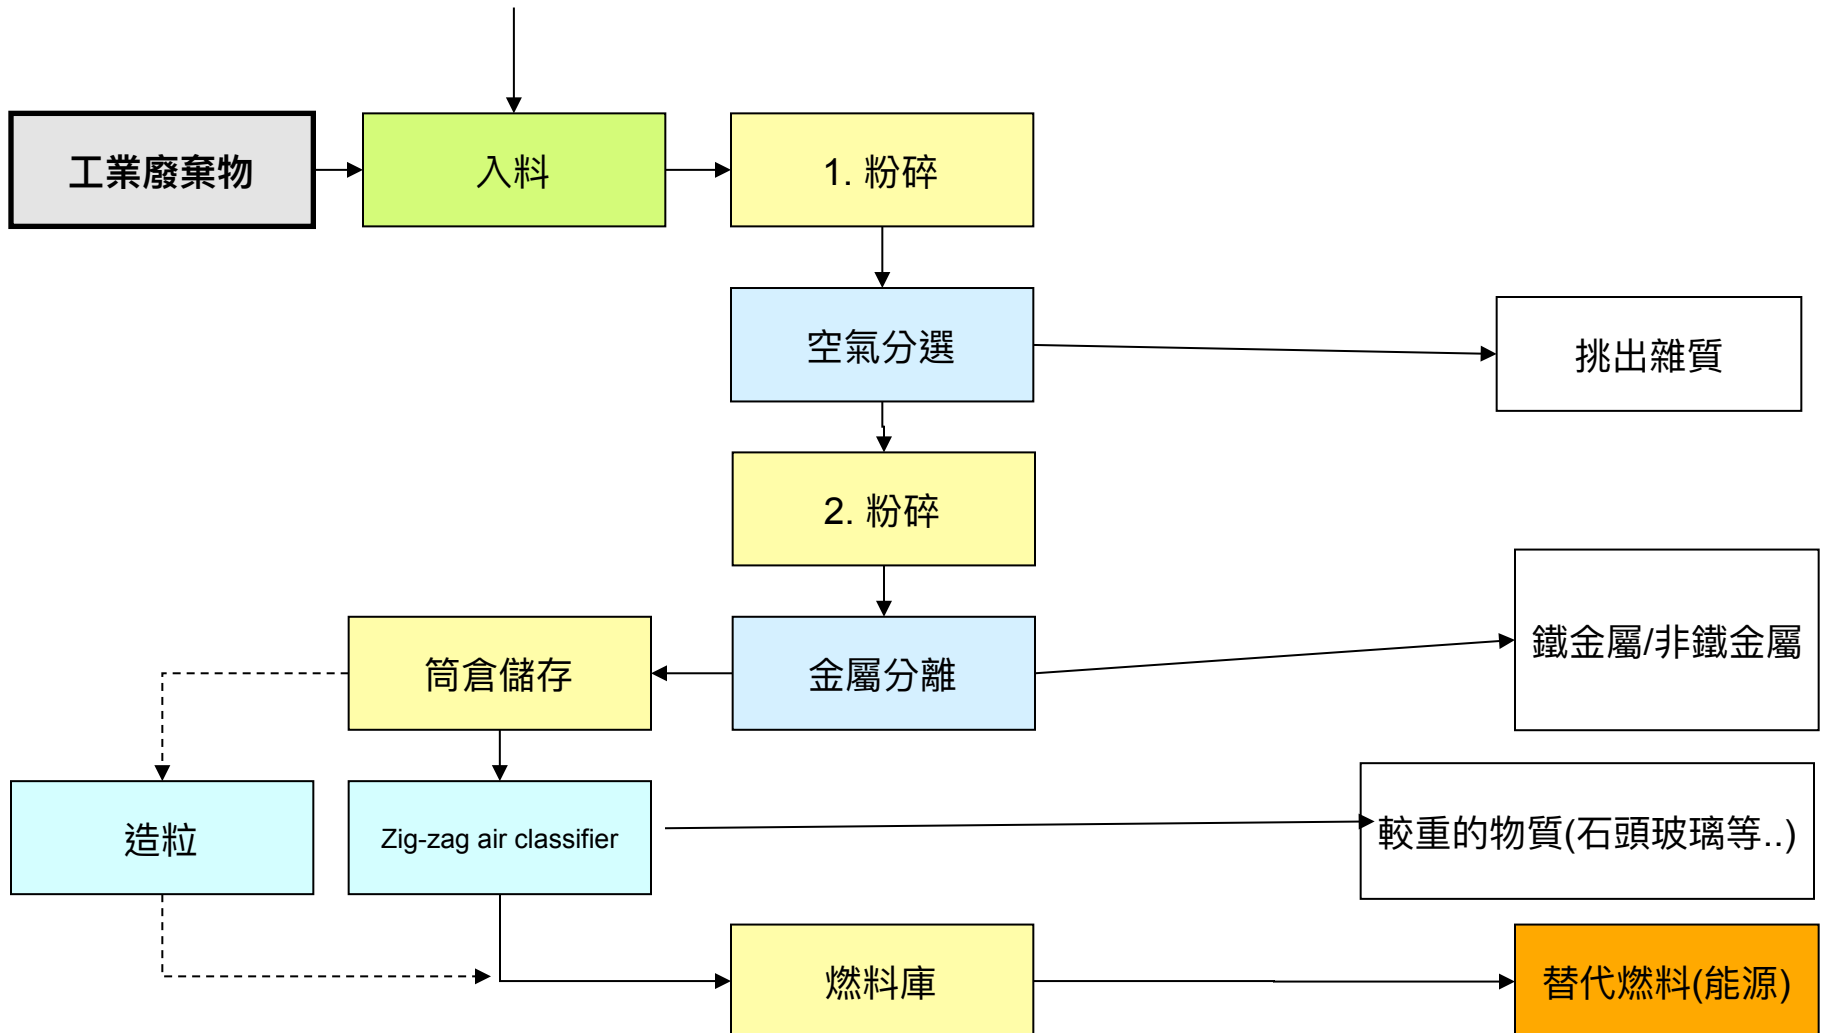 工業廢棄物
入料
1. 粉碎
空氣分選
挑出雜質
2. 粉碎
鐵金屬/非鐵金屬
筒倉儲存
金屬分離
造粒
Zig-zag air classifier
較重的物質(石頭玻璃等..)
燃料庫
替代燃料(能源)